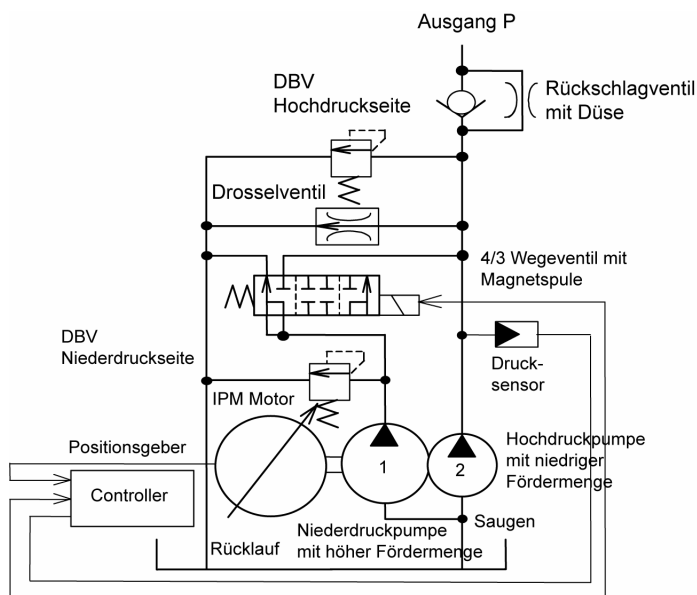 Ausgang P
DBV
Hochdruckseite
Rückschlagventil
mit Düse
Drosselventil
4/3 Wegeventil mit
Magnetspule
DBV
Niederdruckseite
Druck-
sensor
IPM Motor
Positionsgeber
Controller
1
2
Hochdruckpumpe
mit niedriger
Fördermenge
Saugen
Rücklauf
Niederdruckpumpe
mit höher Fördermenge